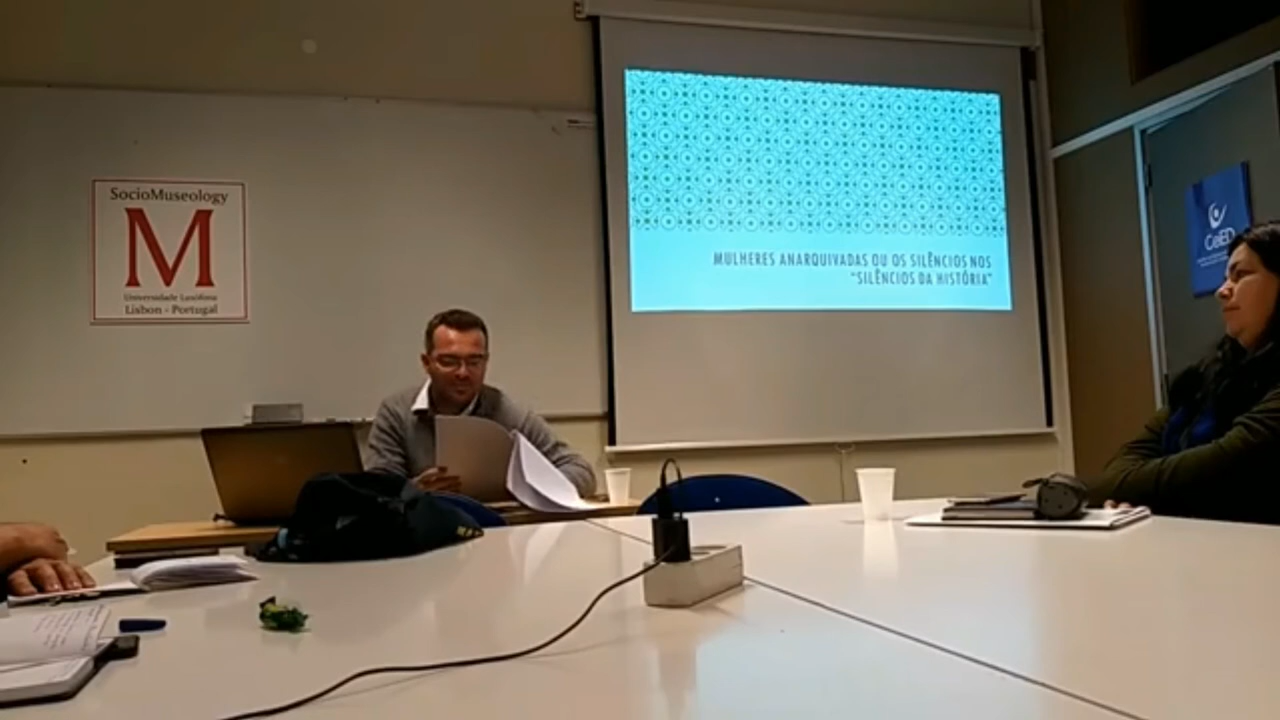 SocioMuseology
M
Universidade Lusófona
Lisbon - Portugal
MULHERES ANARQUIVADAS OU OS SILÊNCIOS NOS
"SILÊNCIOS DA HISTÓRIA"
CeiED